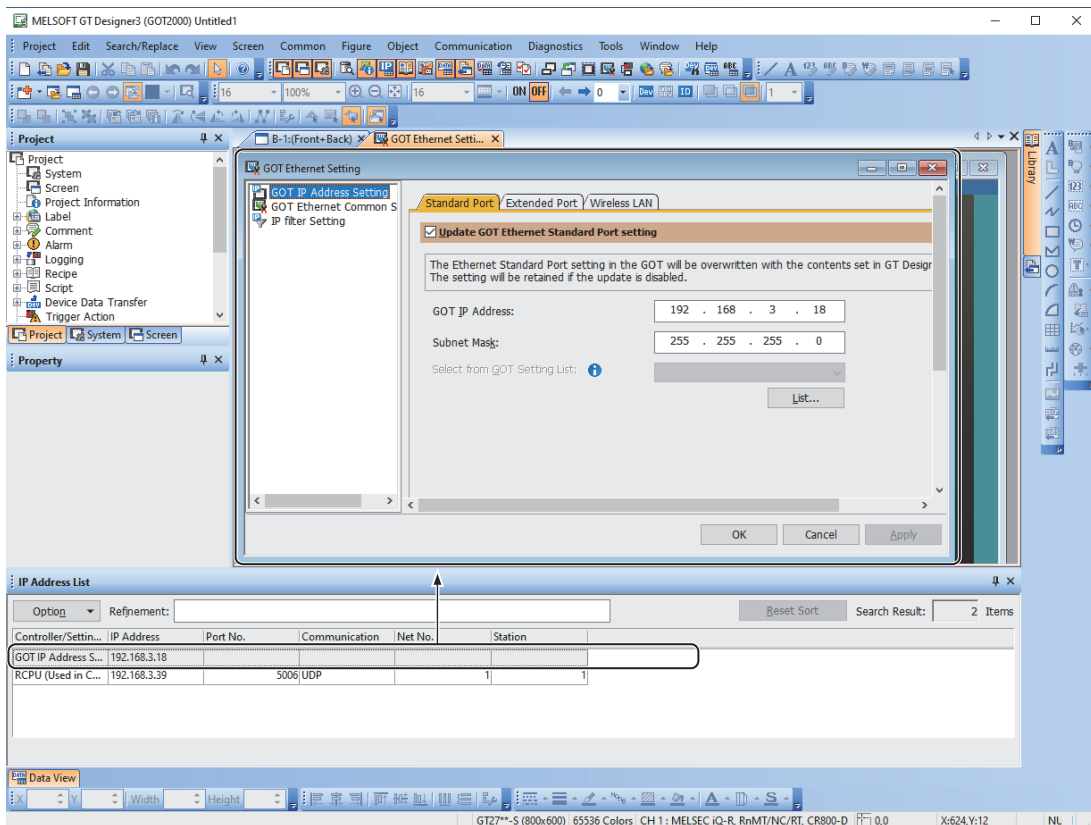 MELSOFT GT Designer3 (GOT2000) Untitled1
Project Edit Search/Replace View Screen Common Figure Object Communication Diagnostics Tools Window Help
16 100% 16 ON OFF 0 Dev ID 1
Project
B-1:(Front+Back) GOT Ethernet Setti...
Library
Project
System
Screen
Project Information
Label
Comment
Alarm
Logging
Recipe
Script
Device Data Transfer
Trigger Action
Project System Screen
Property
GOT Ethernet Setting
GOT IP Address Setting
GOT Ethernet Common S
IP filter Setting
Standard Port Extended Port Wireless LAN
Update GOT Ethernet Standard Port setting
The Ethernet Standard Port setting in the GOT will be overwritten with the contents set in GT Design
The setting will be retained if the update is disabled.
GOT IP Address: 192 . 168 . 3 . 18
Subnet Mask: 255 . 255 . 255 . 0
Select from GOT Setting List:
List...
OK Cancel Apply
IP Address List
Option Refinement: Reset Sort Search Result: 2 Items
Controller/Settin... IP Address Port No. Communication Net No. Station
GOT IP Address S... 192.168.3.18
RCPU (Used in C... 192.168.3.39 5006 UDP 1 1
Data View
X Y Width Height
GT27**-S (800x600) 65536 Colors CH 1 : MELSEC iQ-R, RnMT/NC/RT, CR800-D 0,0 X:624,Y:12 NU